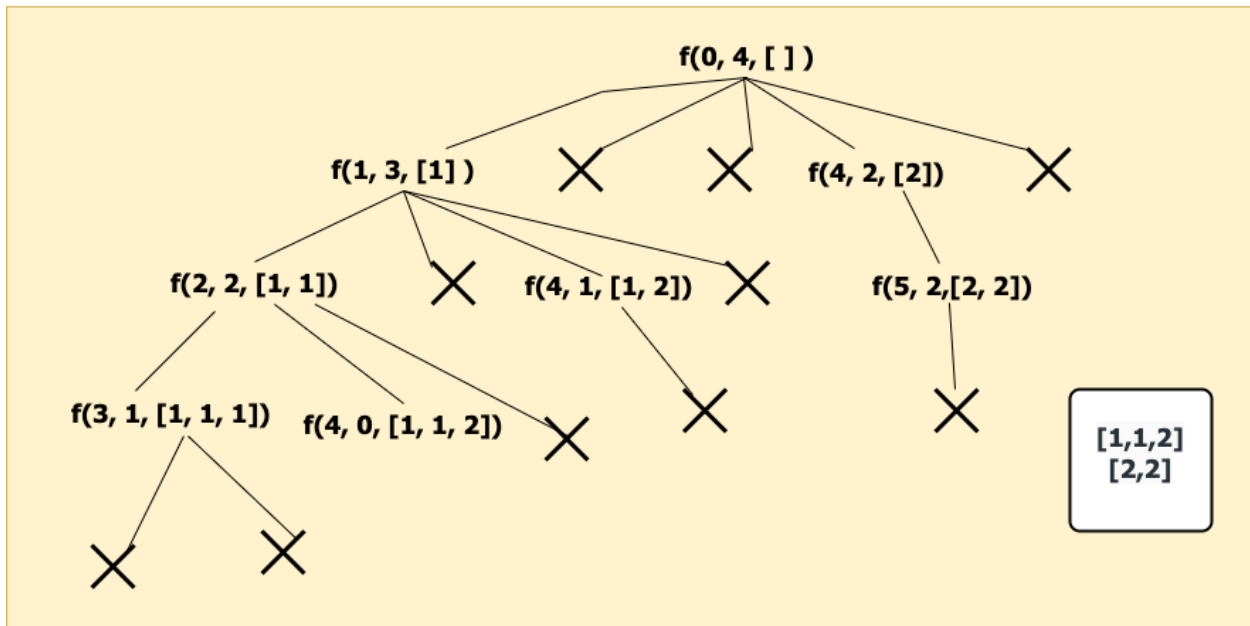 f(0, 4, [ ] )
f(1, 3, [1] )
f(4, 2, [2])
f(2, 2, [1, 1])
f(4, 1, [1, 2])
f(5, 2,[2, 2])
f(3, 1, [1, 1, 1])
f(4, 0, [1, 1, 2])
[1,1,2]
[2,2]